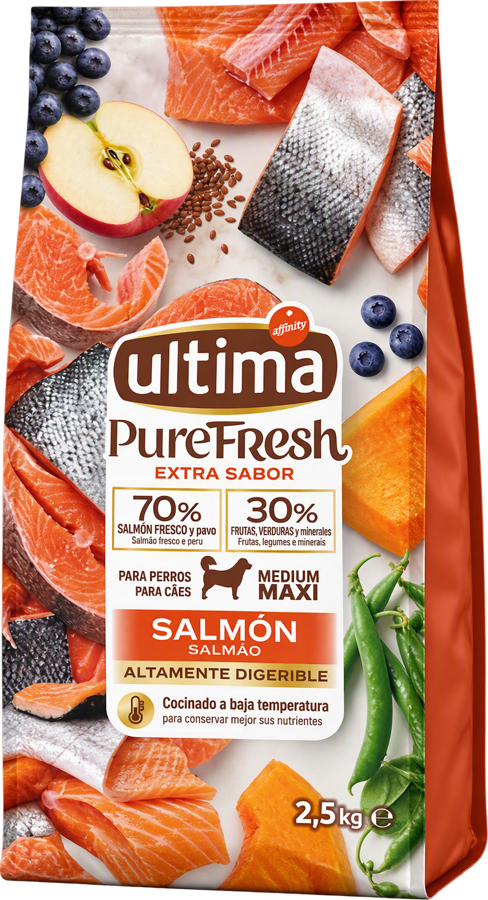 affinity
ultima
PureFresh
EXTRA SABOR
70%
SALMÓN FRESCO y pavo
Salmão fresco e peru
30%
FRUTAS, VERDURAS y minerales
Frutas, legumes e minerais
PARA PERROS
PARA CÃES
MEDIUM
MAXI
SALMÓN
SALMÃO
ALTAMENTE DIGERIBLE
Cocinado a baja temperatura
para conservar mejor sus nutrientes
2,5kg ℮